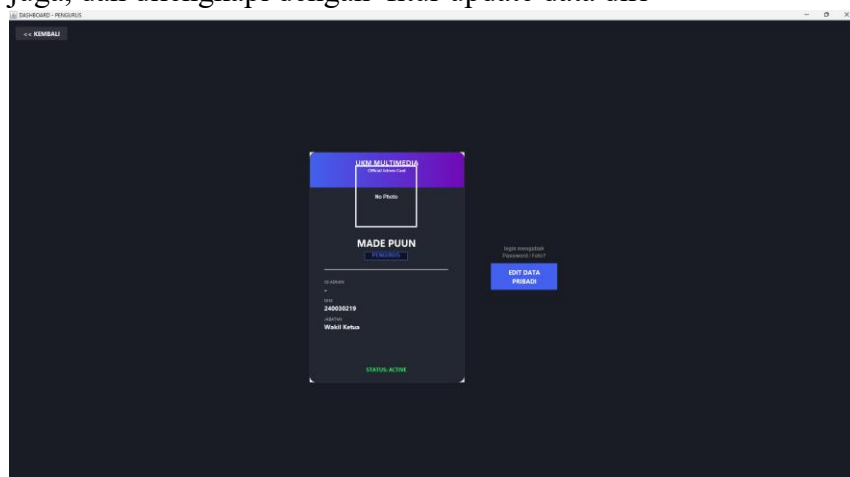 juga, dan dilengkapi dengan fitur update data diri
DASHBOARD - PENGURUS
<< KEMBALI
UKM MULTIMEDIA
Official Admin Card
No Photo
MADE PUUN
PENGURUS
ID ADMIN
-
NIM
240030219
JABATAN
Wakil Ketua
STATUS: ACTIVE
Ingin mengubah
Password / Foto?
EDIT DATA
PRIBADI